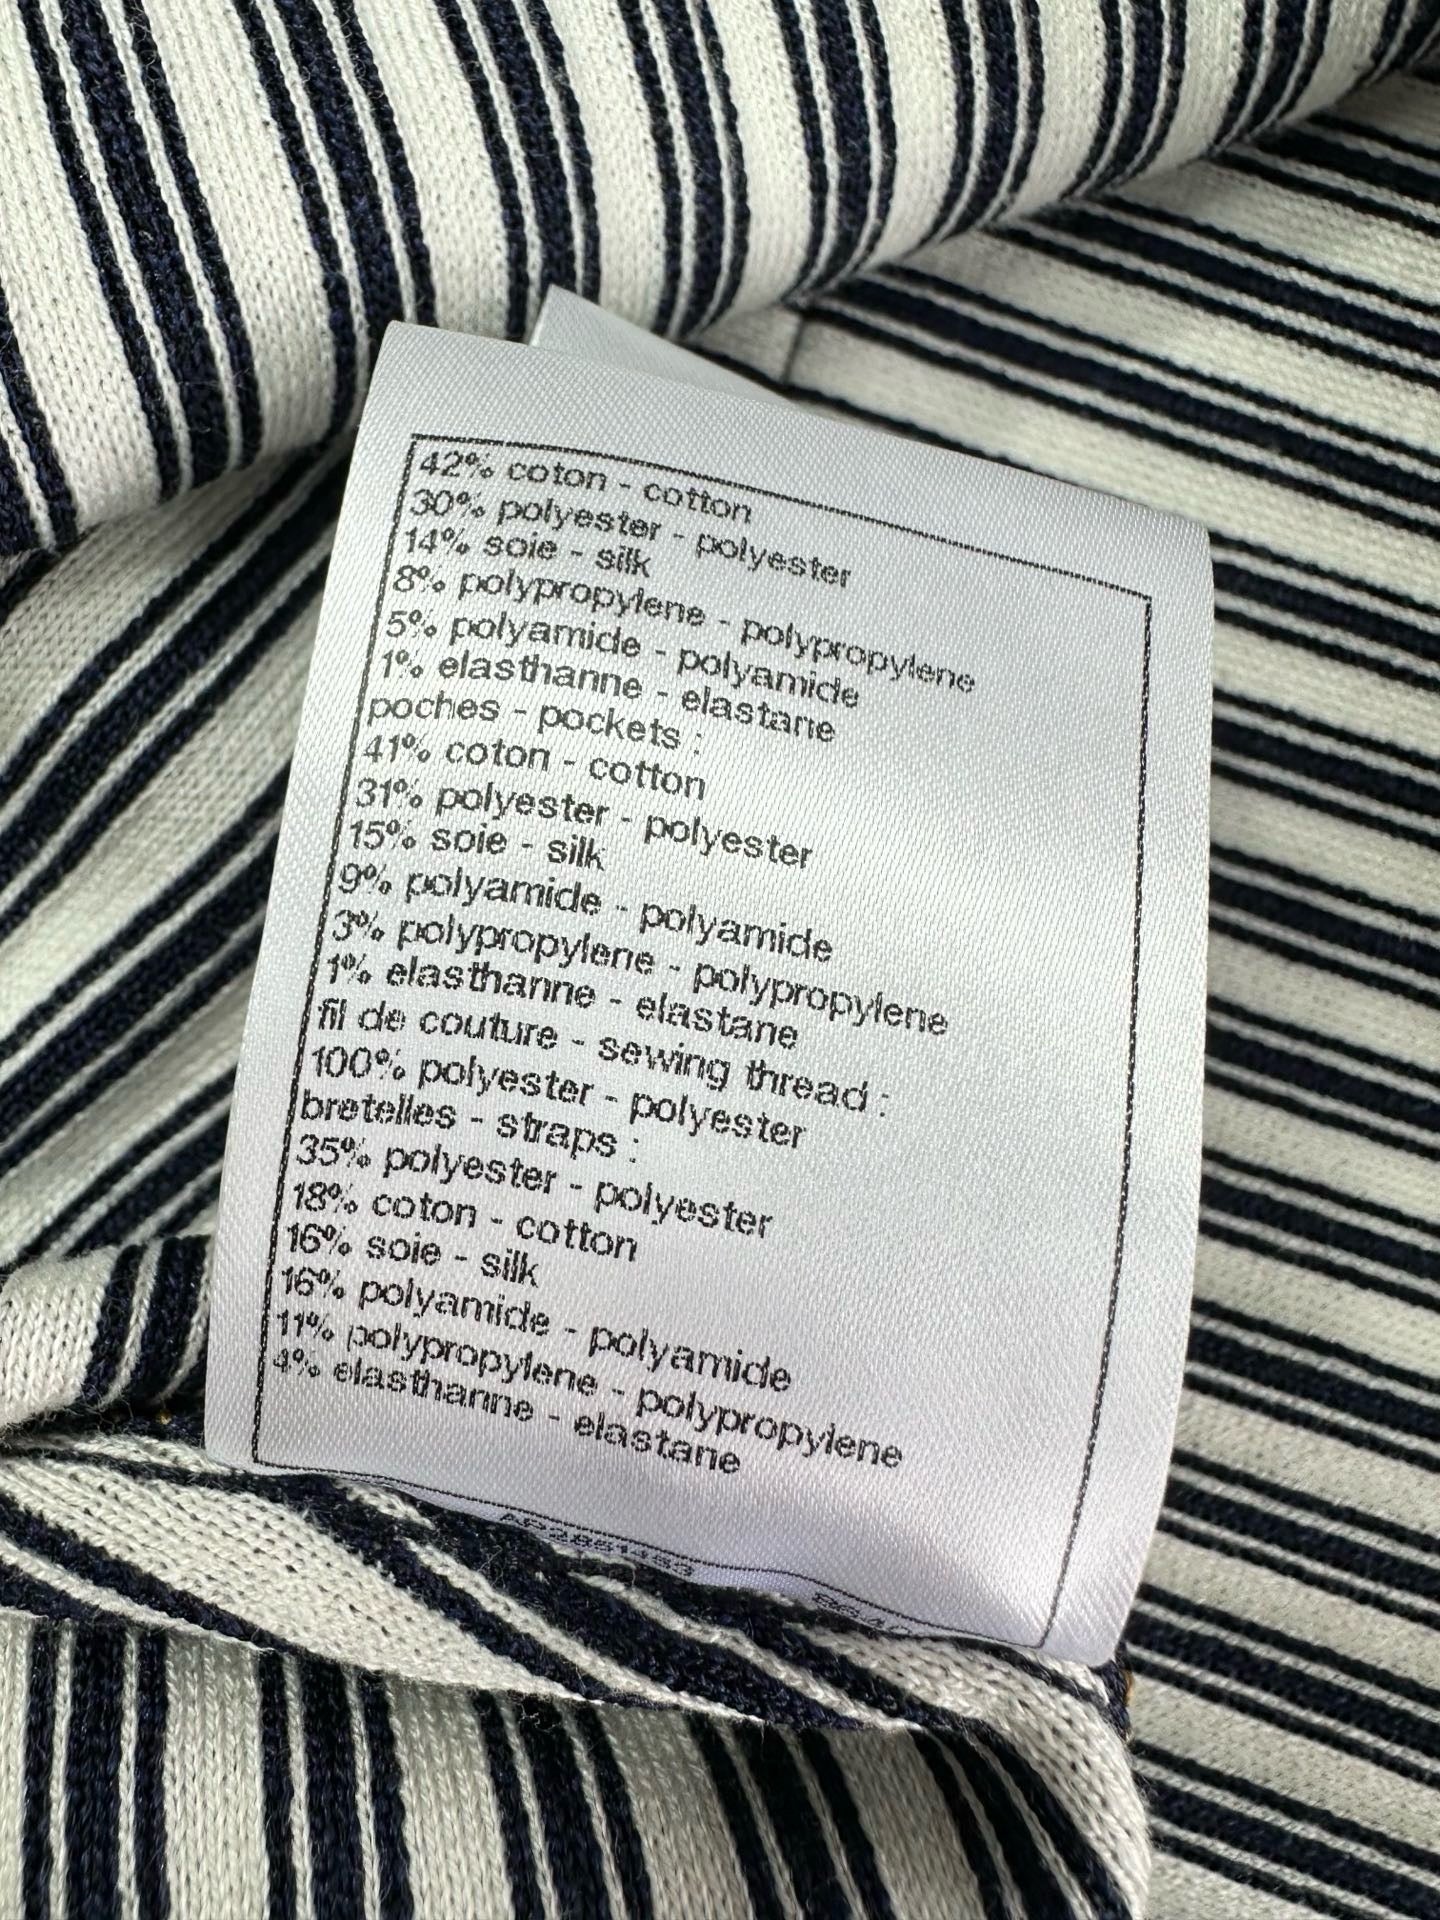 42% coton - cotton
30% polyester - polyester
14% soie - silk
8% polypropylene - polypropylene
5% polyamide - polyamide
1% elasthanne - elastane
poches - pockets :
41% coton - cotton
31% polyester - polyester
15% soie - silk
9% polyamide - polyamide
3% polypropylene - polypropylene
1% elasthanne - elastane
fil de couture - sewing thread :
100% polyester - polyester
bretelles - straps :
35% polyester - polyester
18% coton - cotton
16% soie - silk
16% polyamide - polyamide
11% polypropylene - polypropylene
4% elasthanne - elastane